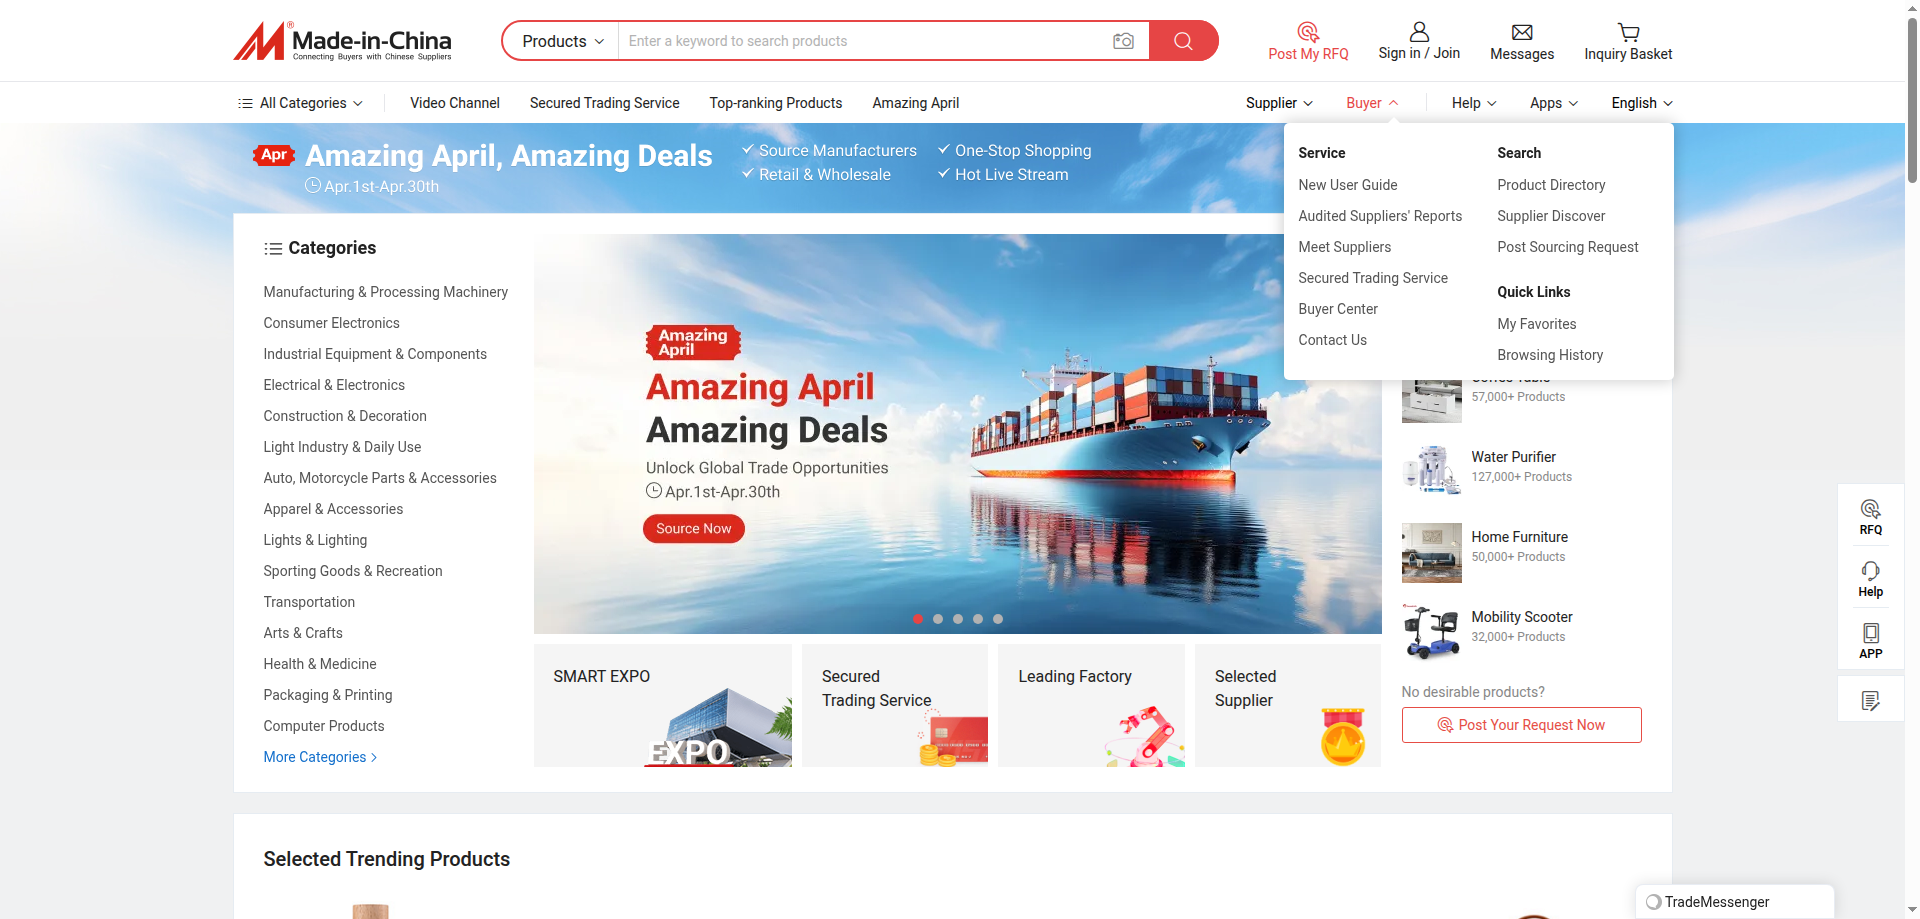 Made-in-China
Connecting Buyers with Chinese Suppliers
Products
Enter a keyword to search products
Post My RFQ
Sign in / Join
Messages
Inquiry Basket
All Categories
Video Channel
Secured Trading Service
Top-ranking Products
Amazing April
Supplier
Buyer
Help
Apps
English
Apr
Amazing April, Amazing Deals
Apr.1st-Apr.30th
Source Manufacturers
One-Stop Shopping
Retail & Wholesale
Hot Live Stream
Service
New User Guide
Audited Suppliers' Reports
Meet Suppliers
Secured Trading Service
Buyer Center
Contact Us
Search
Product Directory
Supplier Discover
Post Sourcing Request
Quick Links
My Favorites
Browsing History
Categories
Manufacturing & Processing Machinery
Consumer Electronics
Industrial Equipment & Components
Electrical & Electronics
Construction & Decoration
Light Industry & Daily Use
Auto, Motorcycle Parts & Accessories
Apparel & Accessories
Lights & Lighting
Sporting Goods & Recreation
Transportation
Arts & Crafts
Health & Medicine
Packaging & Printing
Computer Products
More Categories
Amazing
April
Amazing April
Amazing Deals
Unlock Global Trade Opportunities
Apr.1st-Apr.30th
Source Now
57,000+ Products
Water Purifier
127,000+ Products
Home Furniture
50,000+ Products
Mobility Scooter
32,000+ Products
No desirable products?
Post Your Request Now
SMART EXPO
EXPO
Secured
Trading Service
Leading Factory
Selected
Supplier
RFQ
Help
APP
Selected Trending Products
TradeMessenger